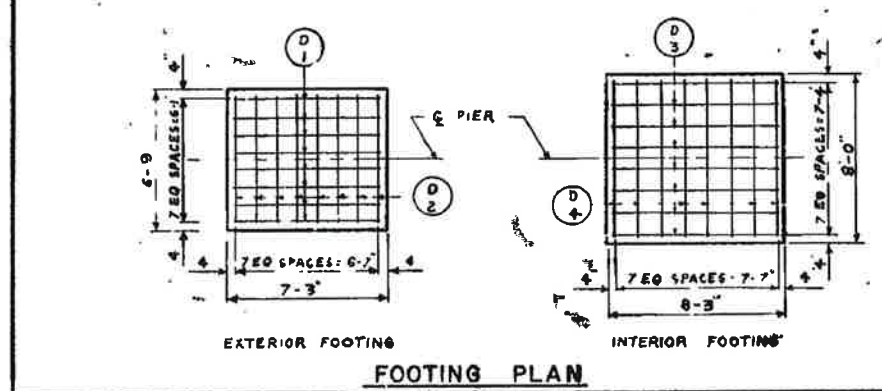 D
1
D
3
4"
4"
℄ PIER
6-9
7 EQ SPACES=6-1
7 EQ SPACES=7-4
8-0"
D
2
D
4
4
4
7 EQ SPACES=6-7"
4
4"
7 EQ SPACES-7-7"
4"
4
7-3"
8-3"
EXTERIOR FOOTING
INTERIOR FOOTING
FOOTING PLAN